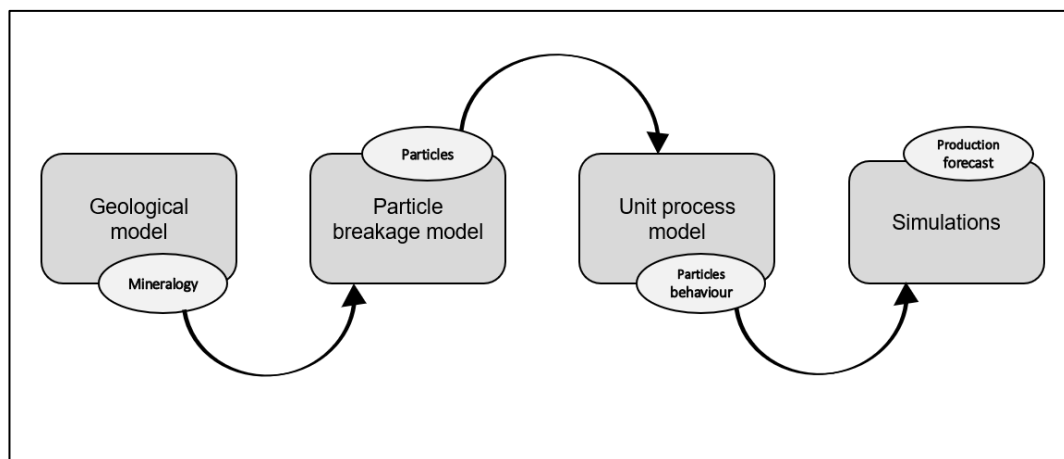 Geological
model
Mineralogy
Particles
Particle
breakage model
Unit process
model
Particles
behaviour
Production
forecast
Simulations